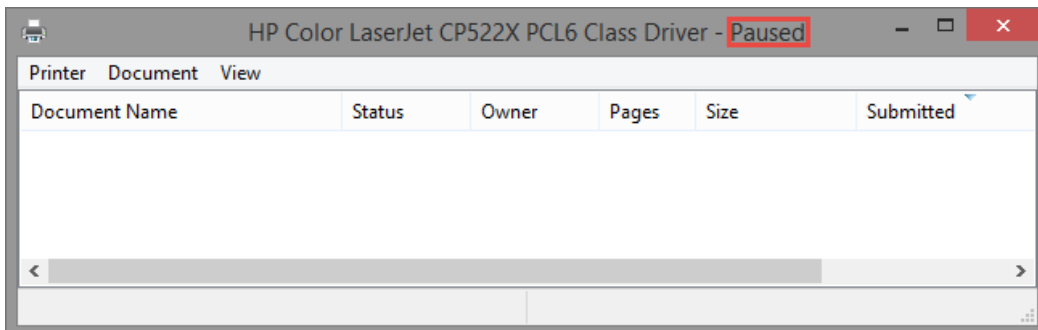 HP Color LaserJet CP522X PCL6 Class Driver - Paused
Printer Document View
Document Name Status Owner Pages Size Submitted